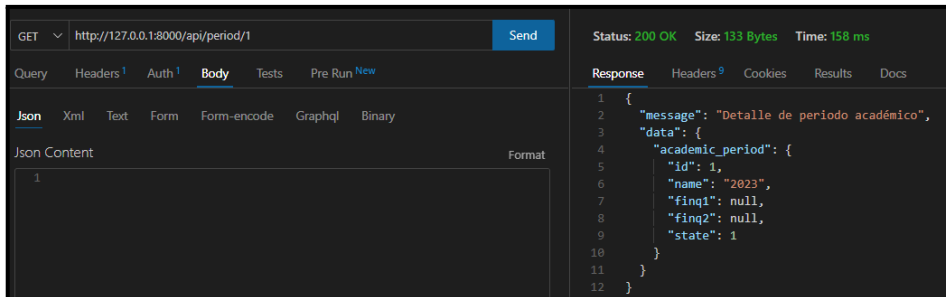 GET http://127.0.0.1:8000/api/period/1 Send
Query Headers 1 Auth 1 Body Tests Pre Run New
Json Xml Text Form Form-encode Graphql Binary
Json Content Format
1
Status: 200 OK Size: 133 Bytes Time: 158 ms
Response Headers 9 Cookies Results Docs
1 {
2 "message": "Detalle de periodo académico",
3 "data": {
4 "academic_period": {
5 "id": 1,
6 "name": "2023",
7 "finq1": null,
8 "finq2": null,
9 "state": 1
10 }
11 }
12 }